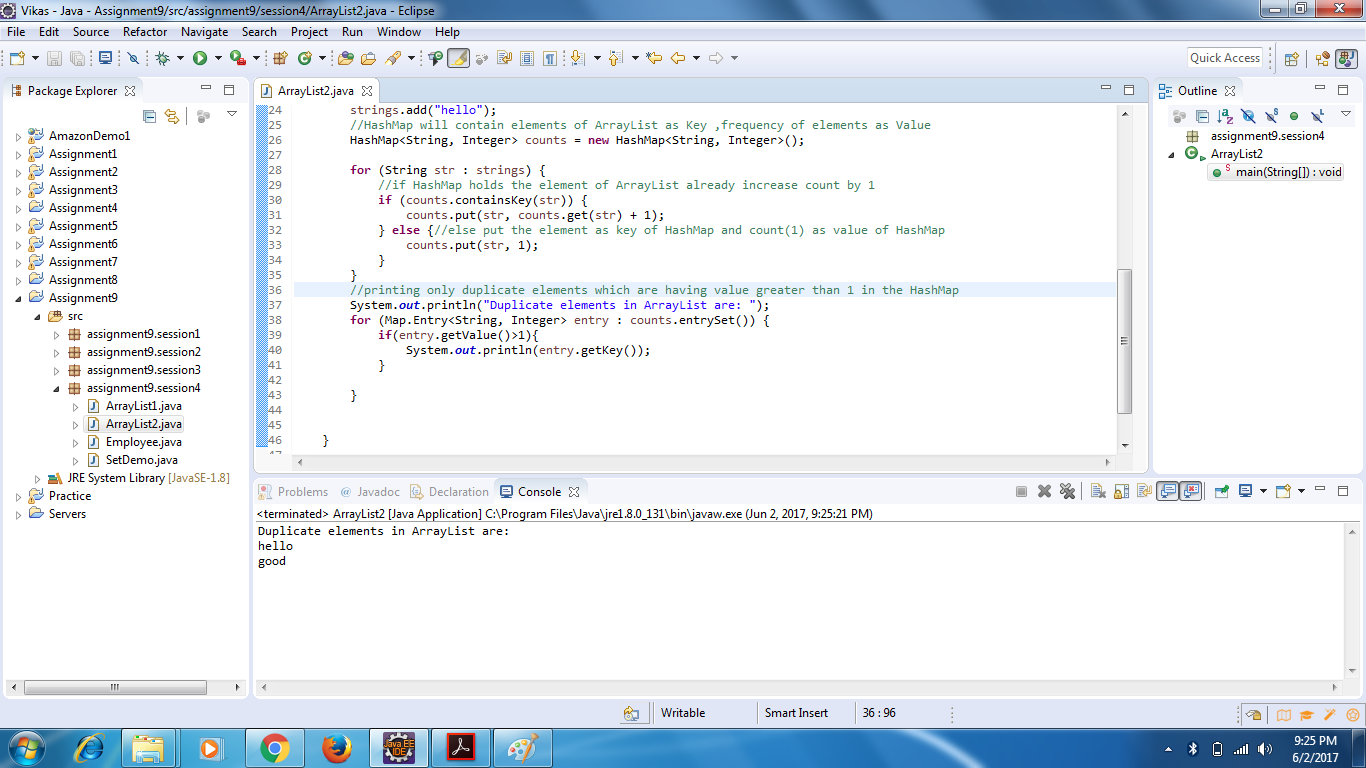 Vikas - Java - Assignment9/src/assignment9/session4/ArrayList2.java - Eclipse
File Edit Source Refactor Navigate Search Project Run Window Help
Quick Access
Package Explorer
AmazonDemo1
Assignment1
Assignment2
Assignment3
Assignment4
Assignment5
Assignment6
Assignment7
Assignment8
Assignment9
src
assignment9.session1
assignment9.session2
assignment9.session3
assignment9.session4
ArrayList1.java
ArrayList2.java
Employee.java
SetDemo.java
JRE System Library [JavaSE-1.8]
Practice
Servers
ArrayList2.java
24 strings.add("hello");
25 //HashMap will contain elements of ArrayList as Key ,frequency of elements as Value
26 HashMap<String, Integer> counts = new HashMap<String, Integer>();
27
28 for (String str : strings) {
29 //if HashMap holds the element of ArrayList already increase count by 1
30 if (counts.containsKey(str)) {
31 counts.put(str, counts.get(str) + 1);
32 } else {//else put the element as key of HashMap and count(1) as value of HashMap
33 counts.put(str, 1);
34 }
35 }
36 //printing only duplicate elements which are having value greater than 1 in the HashMap
37 System.out.println("Duplicate elements in ArrayList are: ");
38 for (Map.Entry<String, Integer> entry : counts.entrySet()) {
39 if(entry.getValue()>1){
40 System.out.println(entry.getKey());
41 }
42
43 }
44
45
46 }
Outline
assignment9.session4
ArrayList2
main(String[]) : void
Problems @ Javadoc Declaration Console
<terminated> ArrayList2 [Java Application] C:\Program Files\Java\jre1.8.0_131\bin\javaw.exe (Jun 2, 2017, 9:25:21 PM)
Duplicate elements in ArrayList are:
hello
good
Writable Smart Insert 36 : 96
Java EE
IDE
9:25 PM
6/2/2017